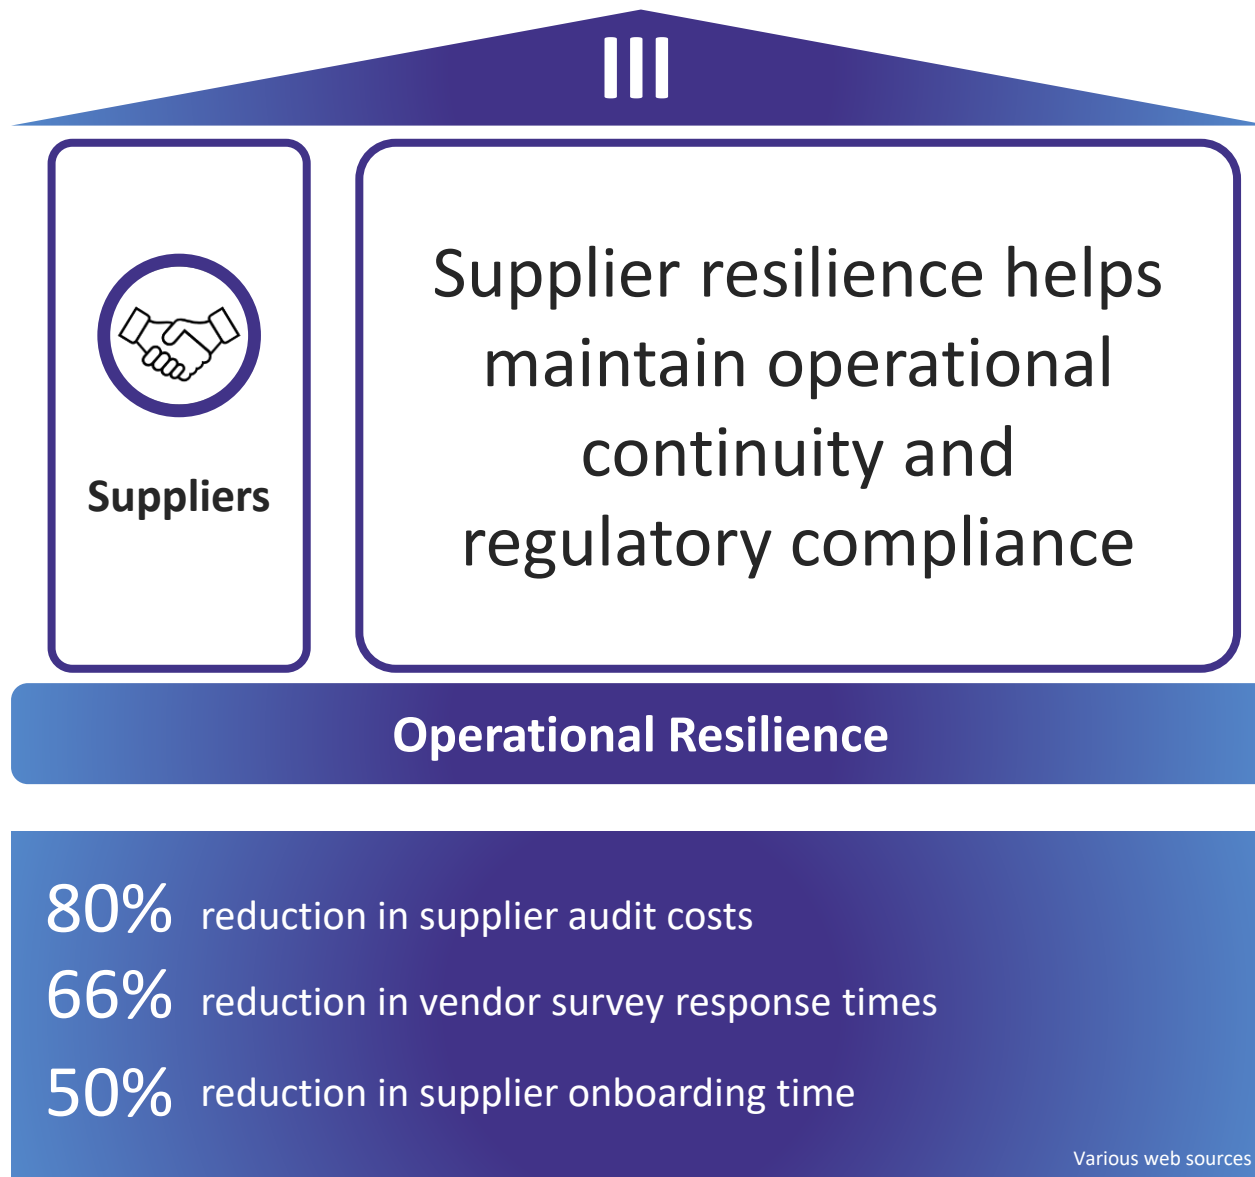 III
Suppliers
Supplier resilience helps
maintain operational
continuity and
regulatory compliance
Operational Resilience
80% reduction in supplier audit costs
66% reduction in vendor survey response times
50% reduction in supplier onboarding time
Various web sources